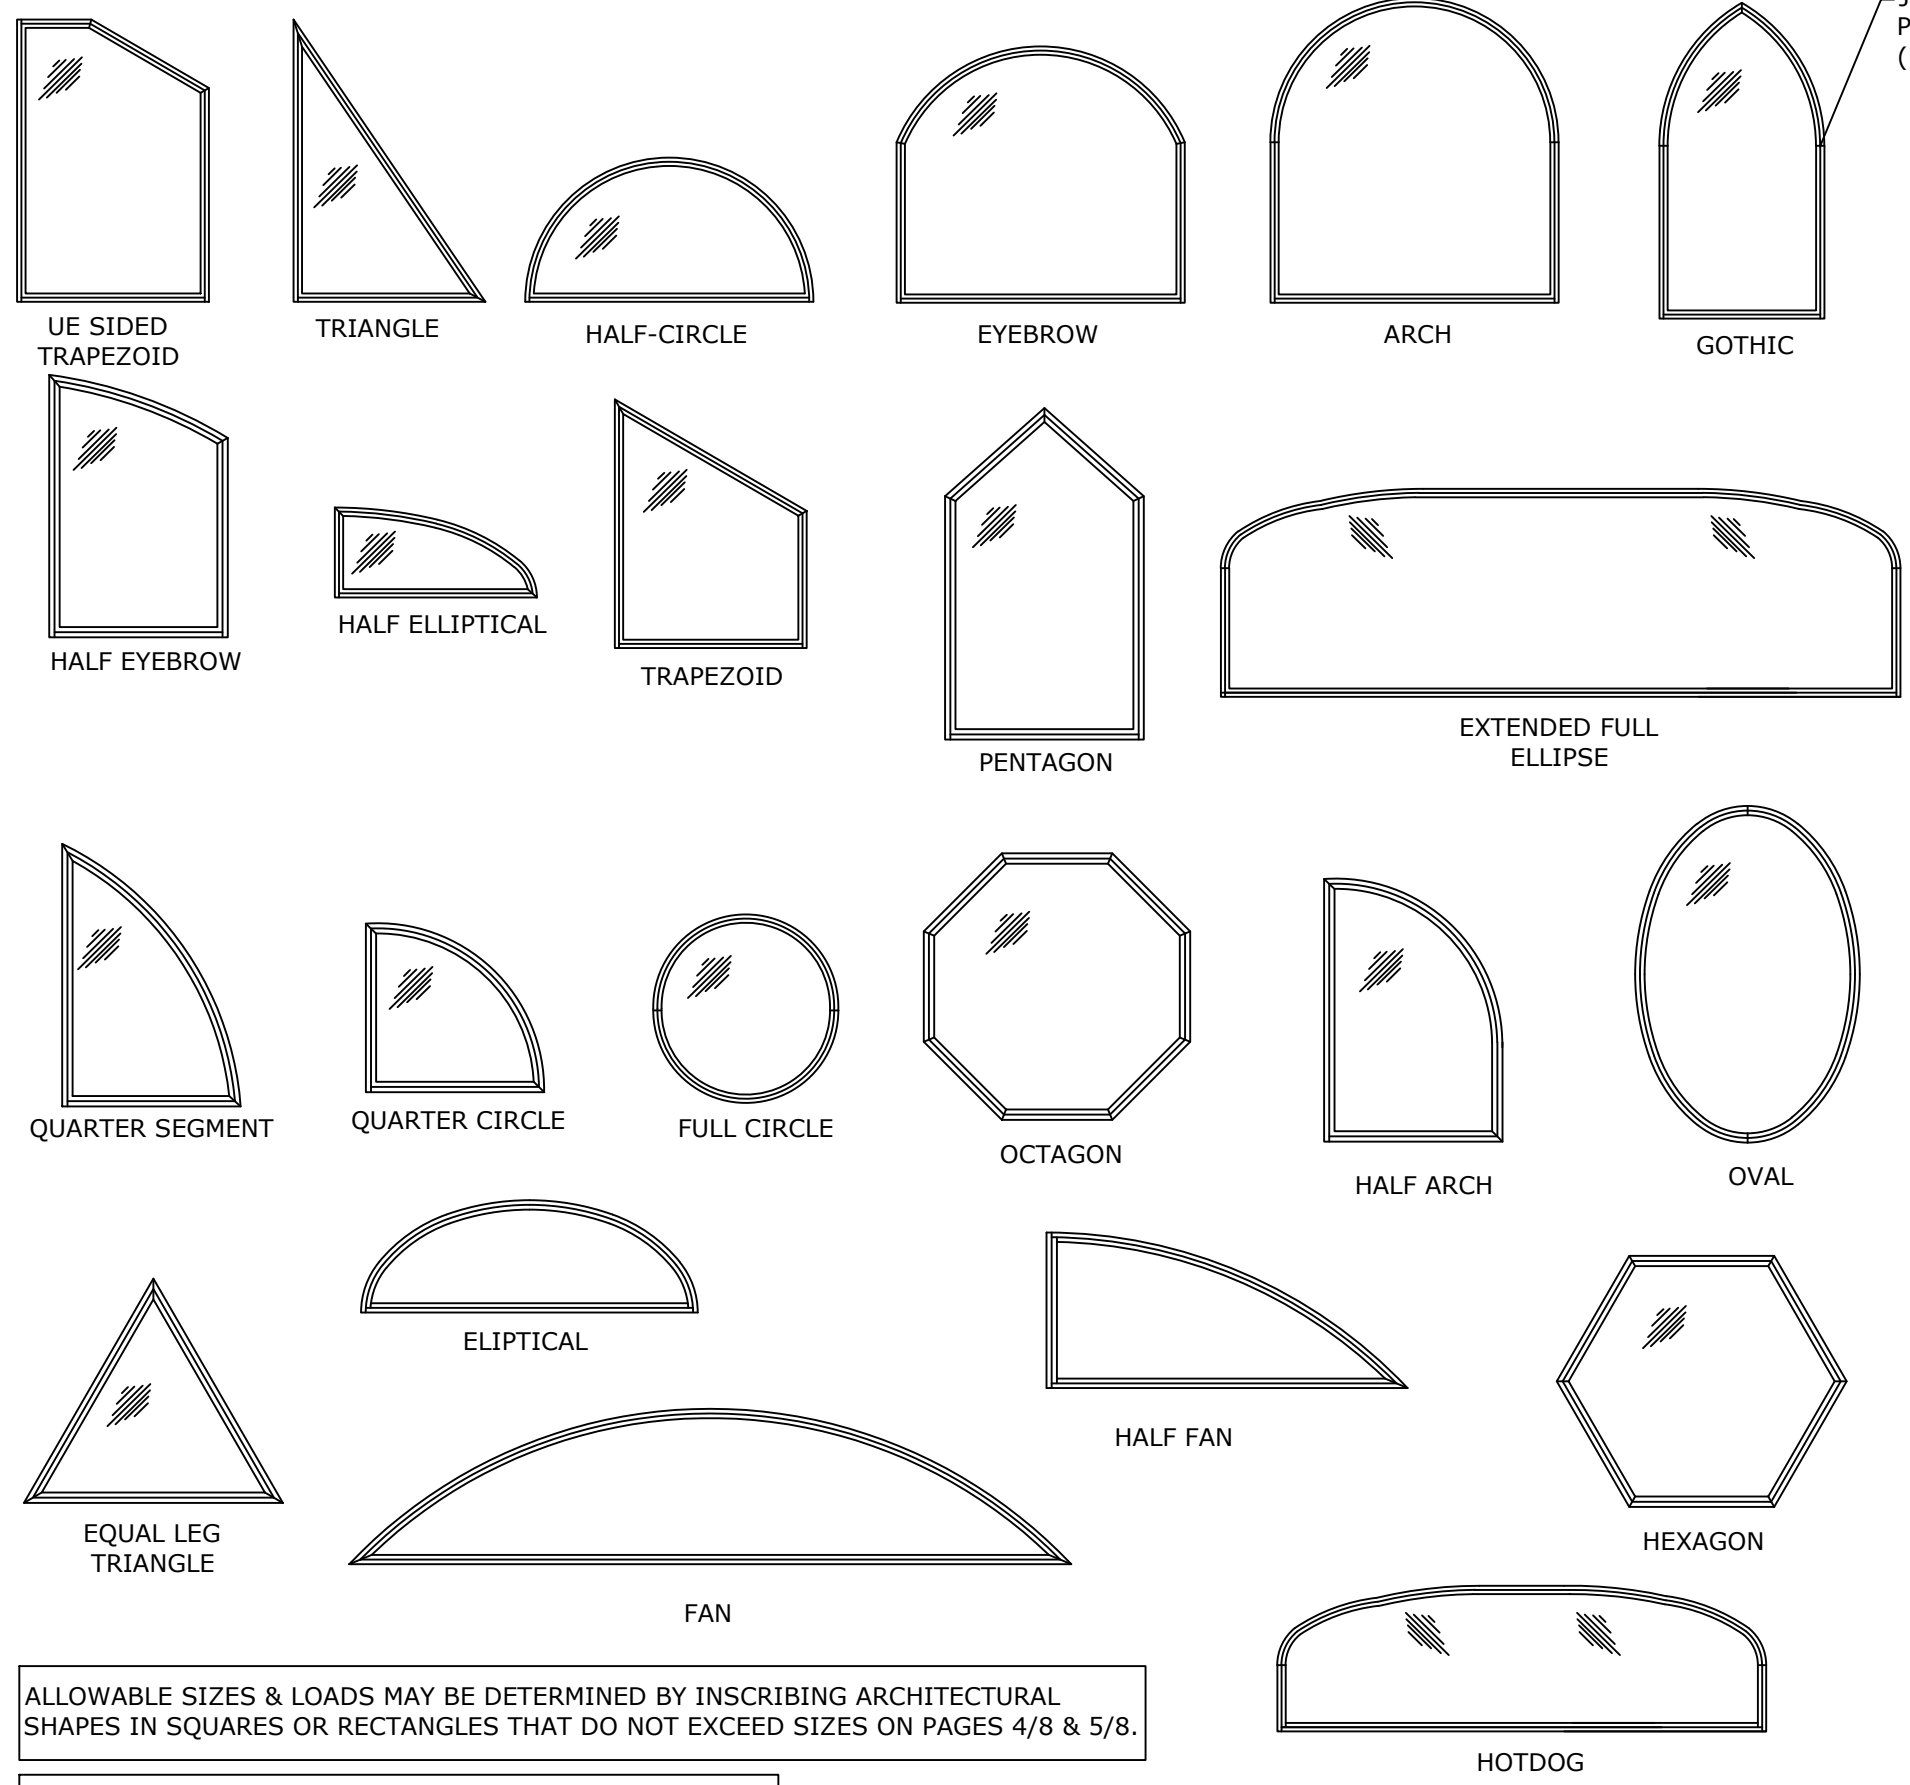 P
(
UE SIDED
TRAPEZOID
TRIANGLE
HALF-CIRCLE
EYEBROW
ARCH
GOTHIC
HALF EYEBROW
HALF ELLIPTICAL
TRAPEZOID
PENTAGON
EXTENDED FULL
ELLIPSE
QUARTER SEGMENT
QUARTER CIRCLE
FULL CIRCLE
OCTAGON
HALF ARCH
OVAL
EQUAL LEG
TRIANGLE
ELIPTICAL
FAN
HALF FAN
HEXAGON
HOTDOG
ALLOWABLE SIZES & LOADS MAY BE DETERMINED BY INSCRIBING ARCHITECTURAL
SHAPES IN SQUARES OR RECTANGLES THAT DO NOT EXCEED SIZES ON PAGES 4/8 & 5/8.